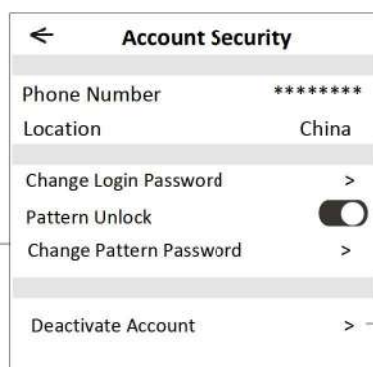 Account Security
Phone Number ********
Location China
Change Login Password >
Pattern Unlock
Change Pattern Password >
Deactivate Account >